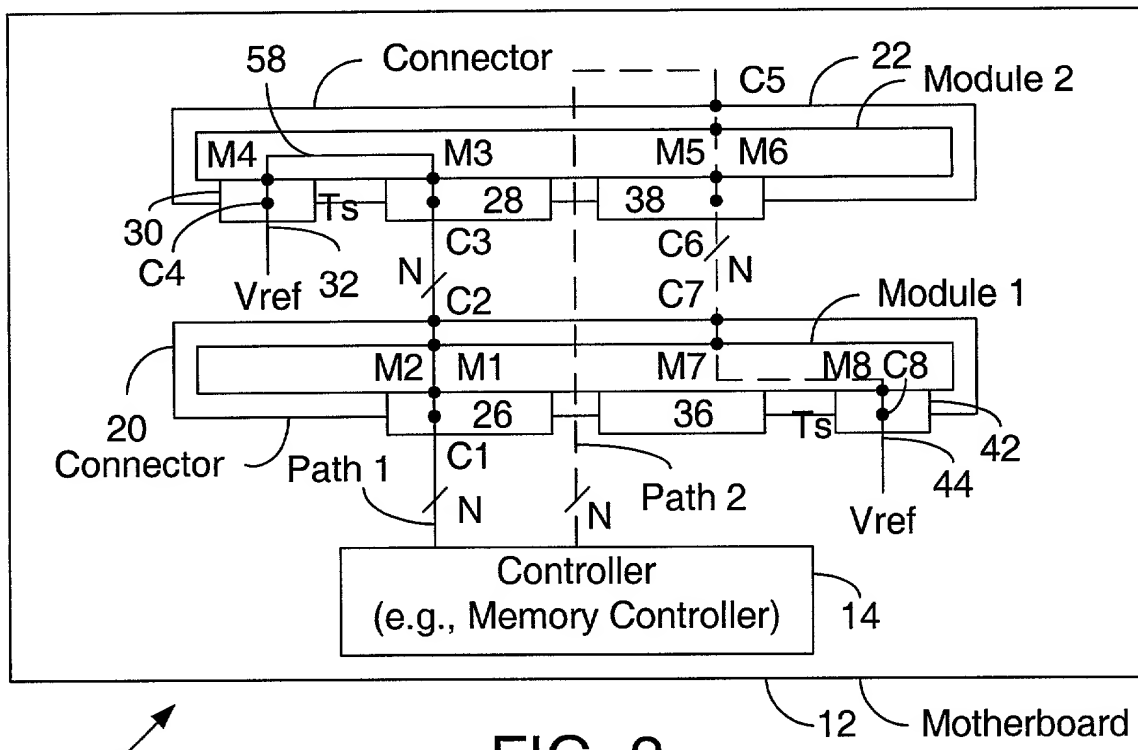 58
Connector
C5
22
Module 2
M4
M3
M5
M6
30
Ts
28
38
C4
C3
C6
N
N
Vref
32
C2
C7
Module 1
M2
M1
M7
M8
C8
20
26
36
Ts
42
Connector
C1
44
Path 1
N
N
Path 2
Vref
Controller
(e.g., Memory Controller)
14
12
Motherboard